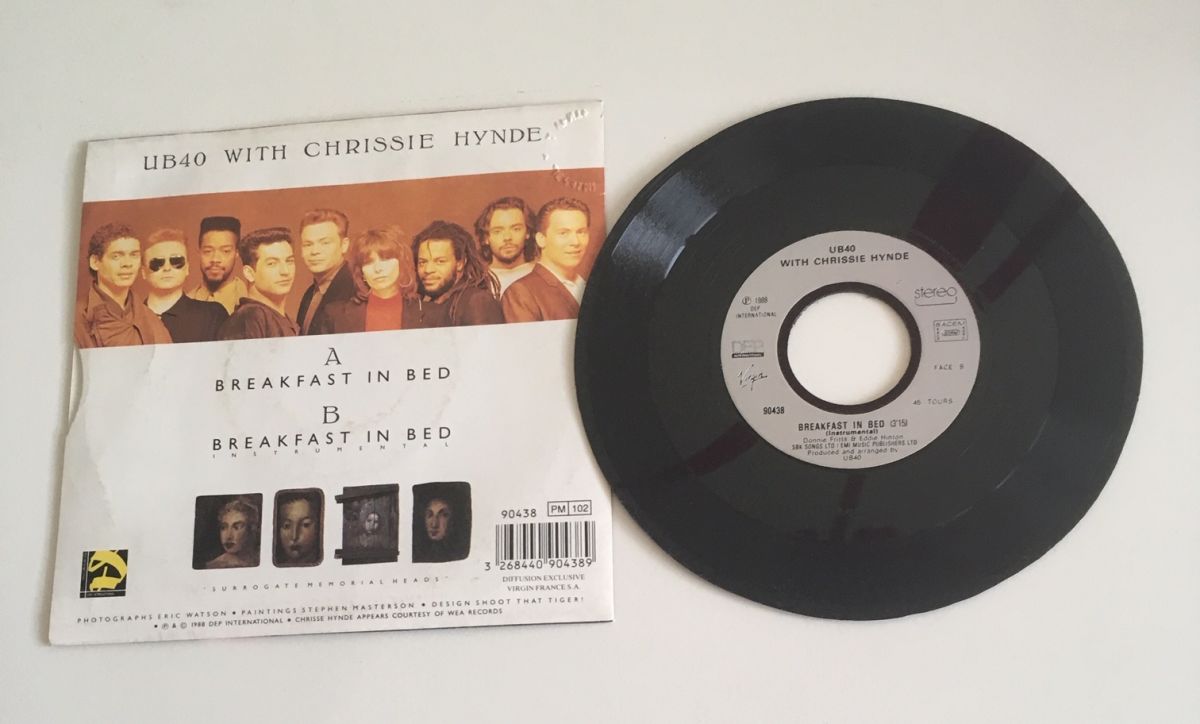 UB40 WITH CHRISSIE HYNDE
A
BREAKFAST IN BED
B
BREAKFAST IN BED
INSTRUMENTAL
90438 PM 102
3 268440 904389
DIFFUSION EXCLUSIVE
VIRGIN FRANCE S.A.
"SURROGATE MEMORIAL HEADS"
PHOTOGRAPHS ERIC WATSON • PAINTINGS STEPHEN MASTERSON • DESIGN SHOOT THAT TIGER!
• ℗ & © 1988 DEP INTERNATIONAL • CHRISSE HYNDE APPEARS COURTESY OF WEA RECORDS
UB40
WITH CHRISSIE HYNDE
stereo
℗ 1988
DEP
INTERNATIONAL
SACEM
DEP
INTERNATIONAL
Virgin
FACE B
45 TOURS
90438
BREAKFAST IN BED (3'15)
(Instrumental)
Donnie Fritts & Eddie Hinton
SBK SONGS LTD / EMI MUSIC PUBLISHERS LTD
Produced and arranged by
UB40